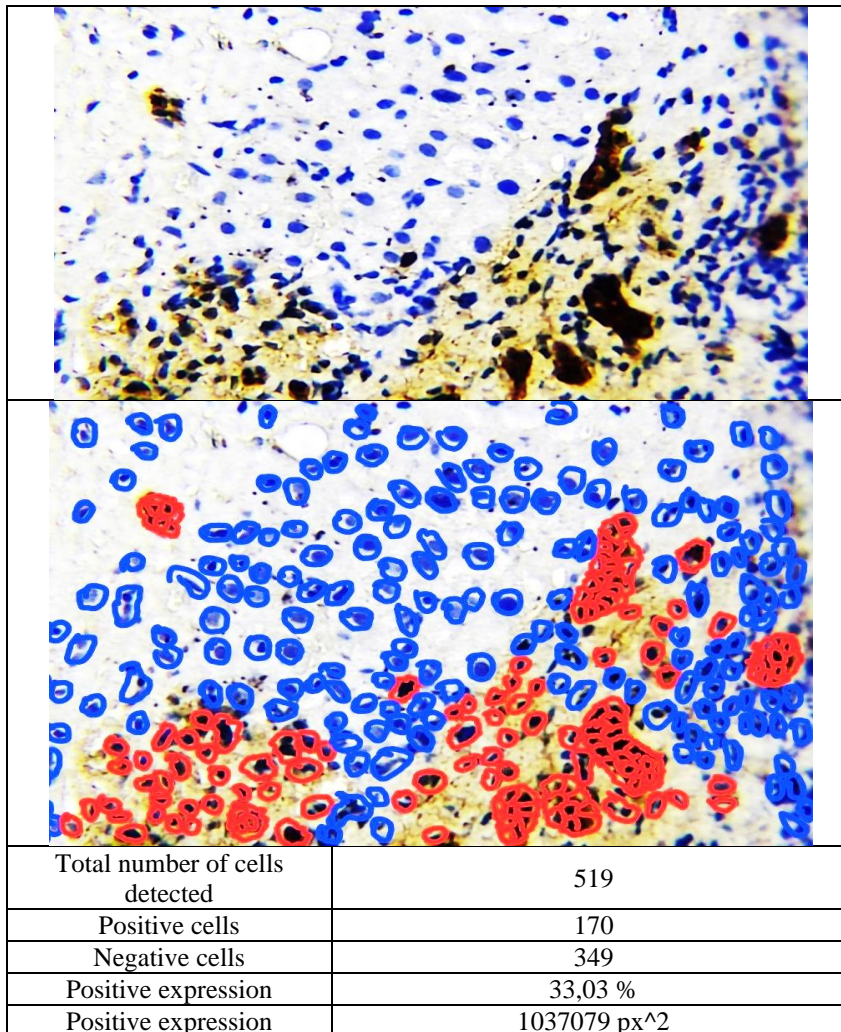 Total number of cells
detected
519
Positive cells
170
Negative cells
349
Positive expression
33,03 %
Positive expression
1037079 px^2